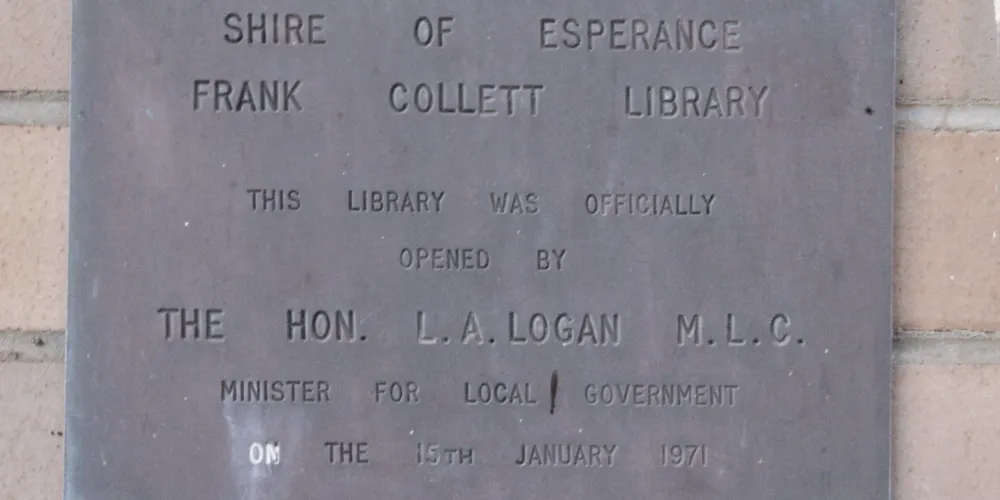 SHIRE OF ESPERANCE
FRANK COLLETT LIBRARY
THIS LIBRARY WAS OFFICIALLY
OPENED BY
THE HON. L.A. LOGAN M.L.C.
MINISTER FOR LOCAL GOVERNMENT
ON THE 15TH JANUARY 1971